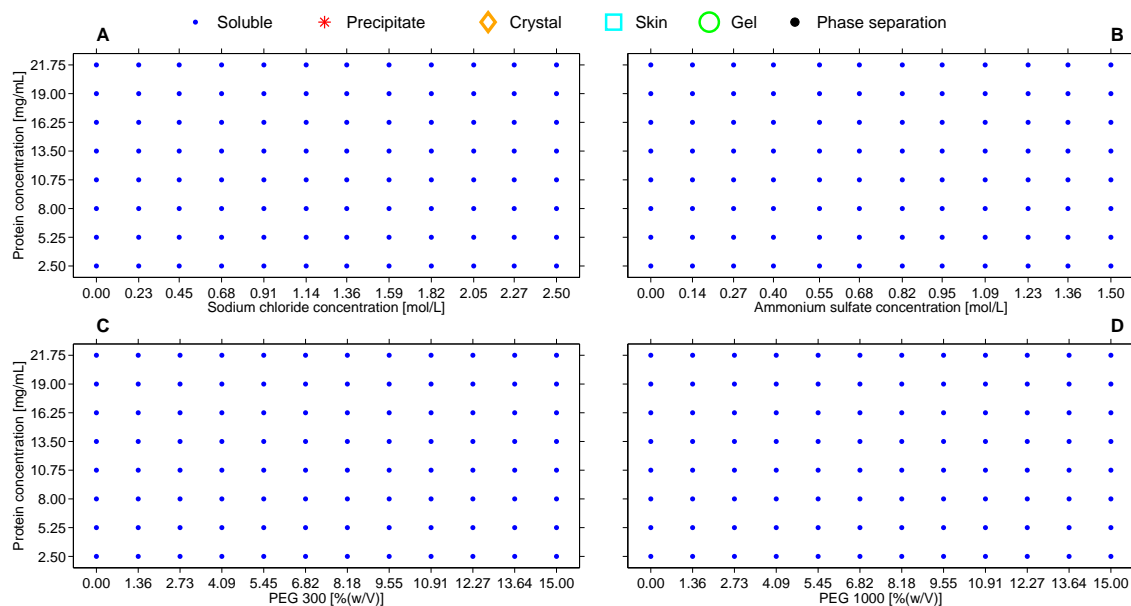 Soluble Precipitate Crystal Skin Gel Phase separation
A
Protein concentration [mg/mL]
21.75
19.00
16.25
13.50
10.75
8.00
5.25
2.50
0.00 0.23 0.45 0.68 0.91 1.14 1.36 1.59 1.82 2.05 2.27 2.50
Sodium chloride concentration [mol/L]
B
0.00 0.14 0.27 0.40 0.55 0.68 0.82 0.95 1.09 1.23 1.36 1.50
Ammonium sulfate concentration [mol/L]
C
Protein concentration [mg/mL]
21.75
19.00
16.25
13.50
10.75
8.00
5.25
2.50
0.00 1.36 2.73 4.09 5.45 6.82 8.18 9.55 10.91 12.27 13.64 15.00
PEG 300 [%(w/V)]
D
0.00 1.36 2.73 4.09 5.45 6.82 8.18 9.55 10.91 12.27 13.64 15.00
PEG 1000 [%(w/V)]